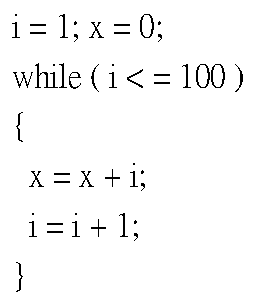 i = 1; x = 0;
while ( i < = 100 )
{
x = x + i;
i = i + 1;
}